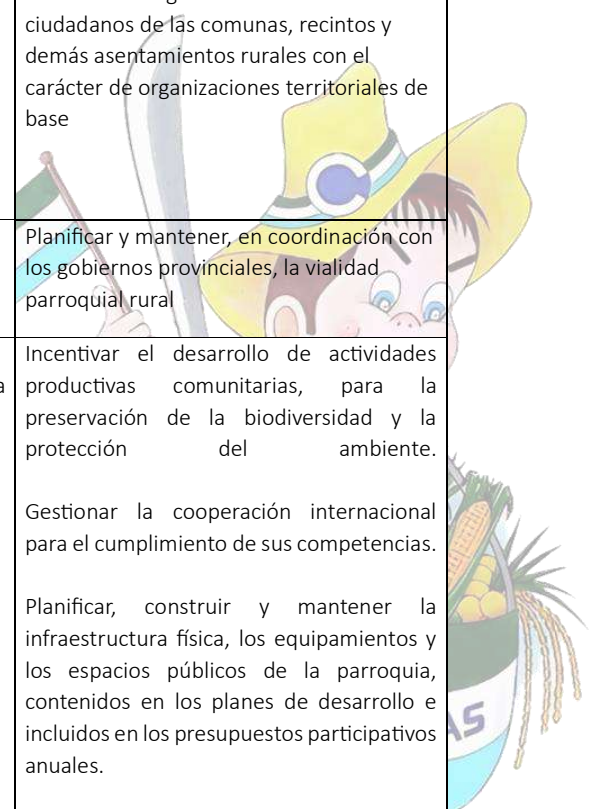 ciudadanos de las comunas, recintos y
demás asentamientos rurales con el
carácter de organizaciones territoriales de
base
Planificar y mantener, en coordinación con
los gobiernos provinciales, la vialidad
parroquial rural
a
Incentivar el desarrollo de actividades
productivas comunitarias, para la
preservación de la biodiversidad y la
protección del ambiente.
Gestionar la cooperación internacional
para el cumplimiento de sus competencias.
Planificar, construir y mantener la
infraestructura física, los equipamientos y
los espacios públicos de la parroquia,
contenidos en los planes de desarrollo e
incluidos en los presupuestos participativos
anuales.
AS